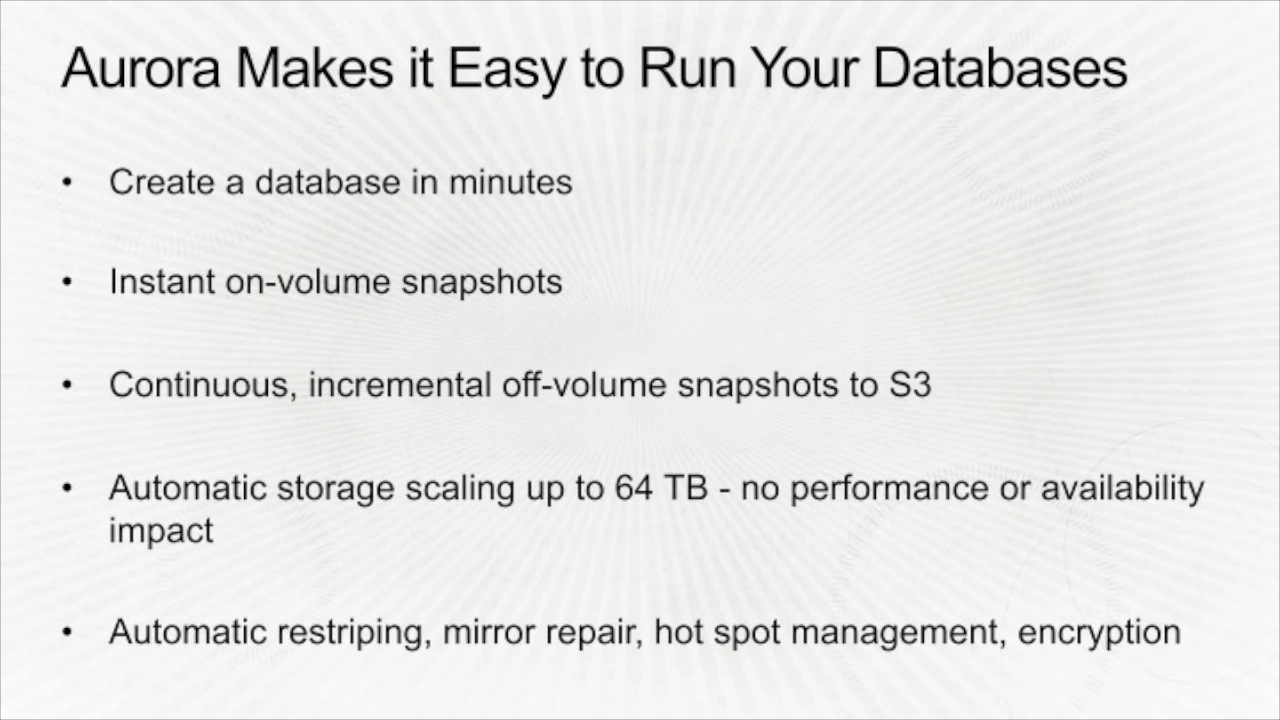 Aurora Makes it Easy to Run Your Databases
• Create a database in minutes
• Instant on-volume snapshots
• Continuous, incremental off-volume snapshots to S3
• Automatic storage scaling up to 64 TB - no performance or availability
impact
• Automatic restriping, mirror repair, hot spot management, encryption